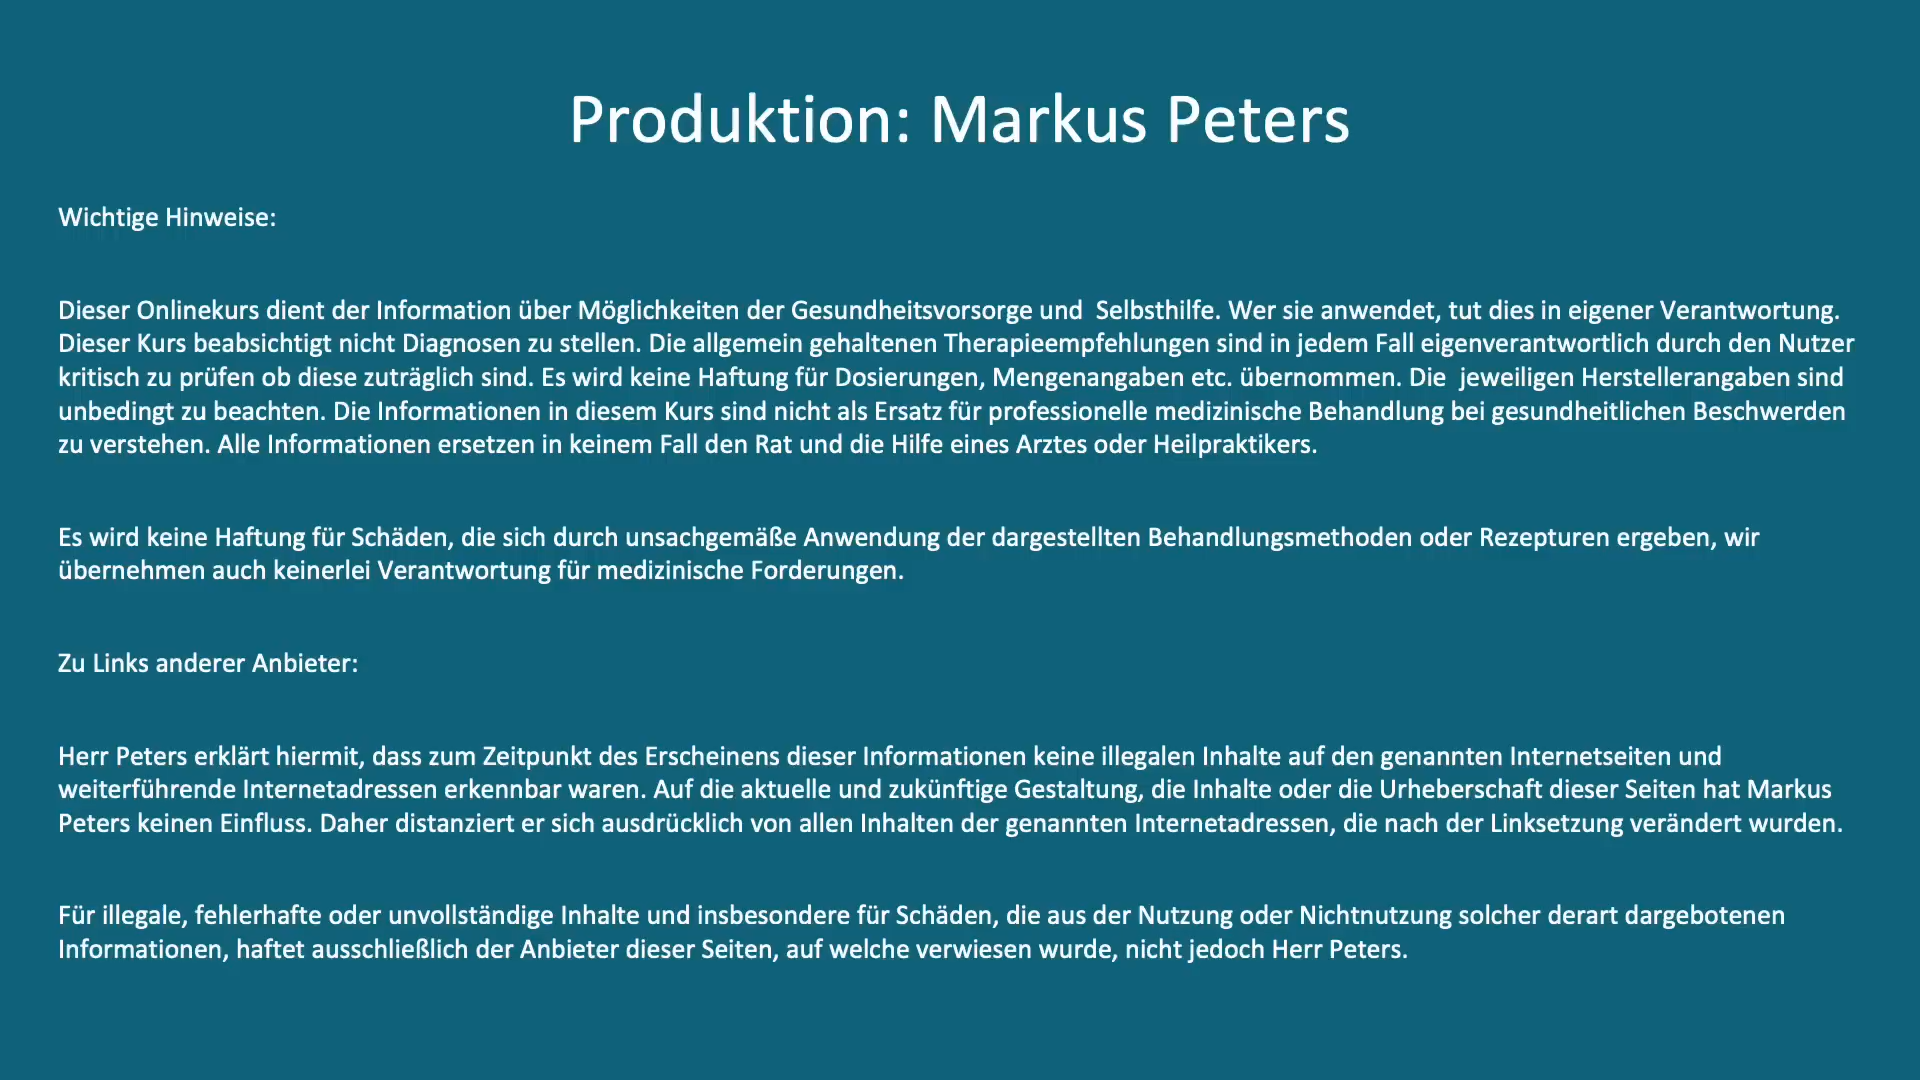 Produktion: Markus Peters
Wichtige Hinweise:
Dieser Onlinekurs dient der Information über Möglichkeiten der Gesundheitsvorsorge und  Selbsthilfe. Wer sie anwendet, tut dies in eigener Verantwortung.
Dieser Kurs beabsichtigt nicht Diagnosen zu stellen. Die allgemein gehaltenen Therapieempfehlungen sind in jedem Fall eigenverantwortlich durch den Nutzer
kritisch zu prüfen ob diese zuträglich sind. Es wird keine Haftung für Dosierungen, Mengenangaben etc. übernommen. Die  jeweiligen Herstellerangaben sind
unbedingt zu beachten. Die Informationen in diesem Kurs sind nicht als Ersatz für professionelle medizinische Behandlung bei gesundheitlichen Beschwerden
zu verstehen. Alle Informationen ersetzen in keinem Fall den Rat und die Hilfe eines Arztes oder Heilpraktikers.
Es wird keine Haftung für Schäden, die sich durch unsachgemäße Anwendung der dargestellten Behandlungsmethoden oder Rezepturen ergeben, wir
übernehmen auch keinerlei Verantwortung für medizinische Forderungen.
Zu Links anderer Anbieter:
Herr Peters erklärt hiermit, dass zum Zeitpunkt des Erscheinens dieser Informationen keine illegalen Inhalte auf den genannten Internetseiten und
weiterführende Internetadressen erkennbar waren. Auf die aktuelle und zukünftige Gestaltung, die Inhalte oder die Urheberschaft dieser Seiten hat Markus
Peters keinen Einfluss. Daher distanziert er sich ausdrücklich von allen Inhalten der genannten Internetadressen, die nach der Linksetzung verändert wurden.
Für illegale, fehlerhafte oder unvollständige Inhalte und insbesondere für Schäden, die aus der Nutzung oder Nichtnutzung solcher derart dargebotenen
Informationen, haftet ausschließlich der Anbieter dieser Seiten, auf welche verwiesen wurde, nicht jedoch Herr Peters.